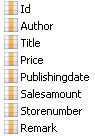 Id
Author
Title
Price
Publishingdate
Salesamount
Storenumber
Remark